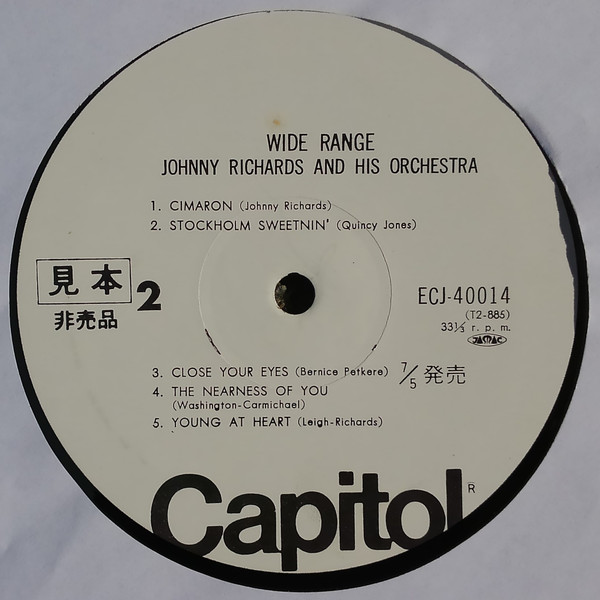 WIDE RANGE
JOHNNY RICHARDS AND HIS ORCHESTRA
1. CIMARON (Johnny Richards)
2. STOCKHOLM SWEETNIN' (Quincy Jones)
見本 2
非売品
ECJ-40014
(T2-885)
33⅓ r. p. m.
JASRAC
3. CLOSE YOUR EYES (Bernice Petkere)
7/5 発売
4. THE NEARNESS OF YOU
(Washington-Carmichael)
5. YOUNG AT HEART (Leigh-Richards)
Capitol
R